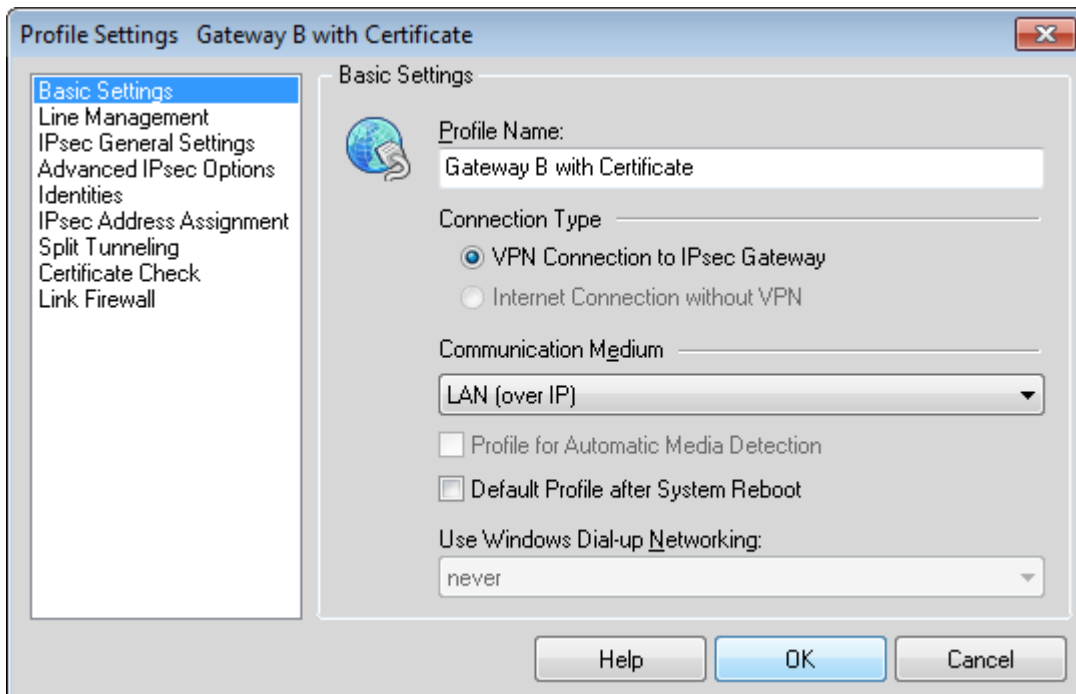 Profile Settings   Gateway B with Certificate
Basic Settings
Line Management
IPsec General Settings
Advanced IPsec Options
Identities
IPsec Address Assignment
Split Tunneling
Certificate Check
Link Firewall
Basic Settings
Profile Name:
Gateway B with Certificate
Connection Type
VPN Connection to IPsec Gateway
Internet Connection without VPN
Communication Medium
LAN (over IP)
Profile for Automatic Media Detection
Default Profile after System Reboot
Use Windows Dial-up Networking:
never
Help   OK   Cancel